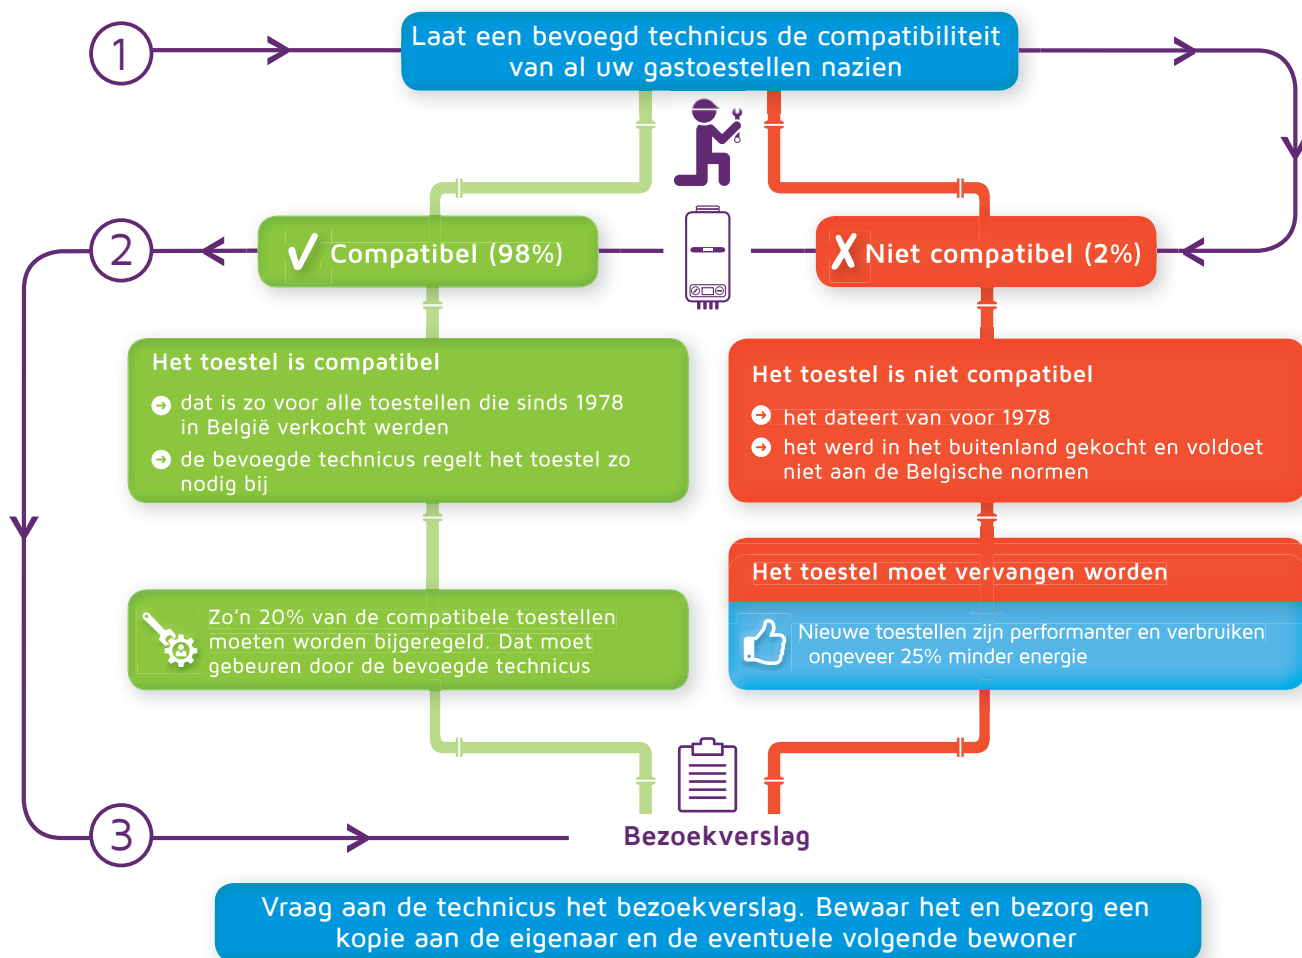 1
Laat een bevoegd technicus de compatibiliteit
van al uw gastoestellen nazien
2
Compatibel (98%)
Niet compatibel (2%)
Het toestel is compatibel
dat is zo voor alle toestellen die sinds 1978
in België verkocht werden
de bevoegde technicus regelt het toestel zo
nodig bij
Het toestel is niet compatibel
het dateert van voor 1978
het werd in het buitenland gekocht en voldoet
niet aan de Belgische normen
Zo'n 20% van de compatibele toestellen
moeten worden bijgeregeld. Dat moet
gebeuren door de bevoegde technicus
Het toestel moet vervangen worden
Nieuwe toestellen zijn performanter en verbruiken
ongeveer 25% minder energie
3
Bezoekverslag
Vraag aan de technicus het bezoekverslag. Bewaar het en bezorg een
kopie aan de eigenaar en de eventuele volgende bewoner